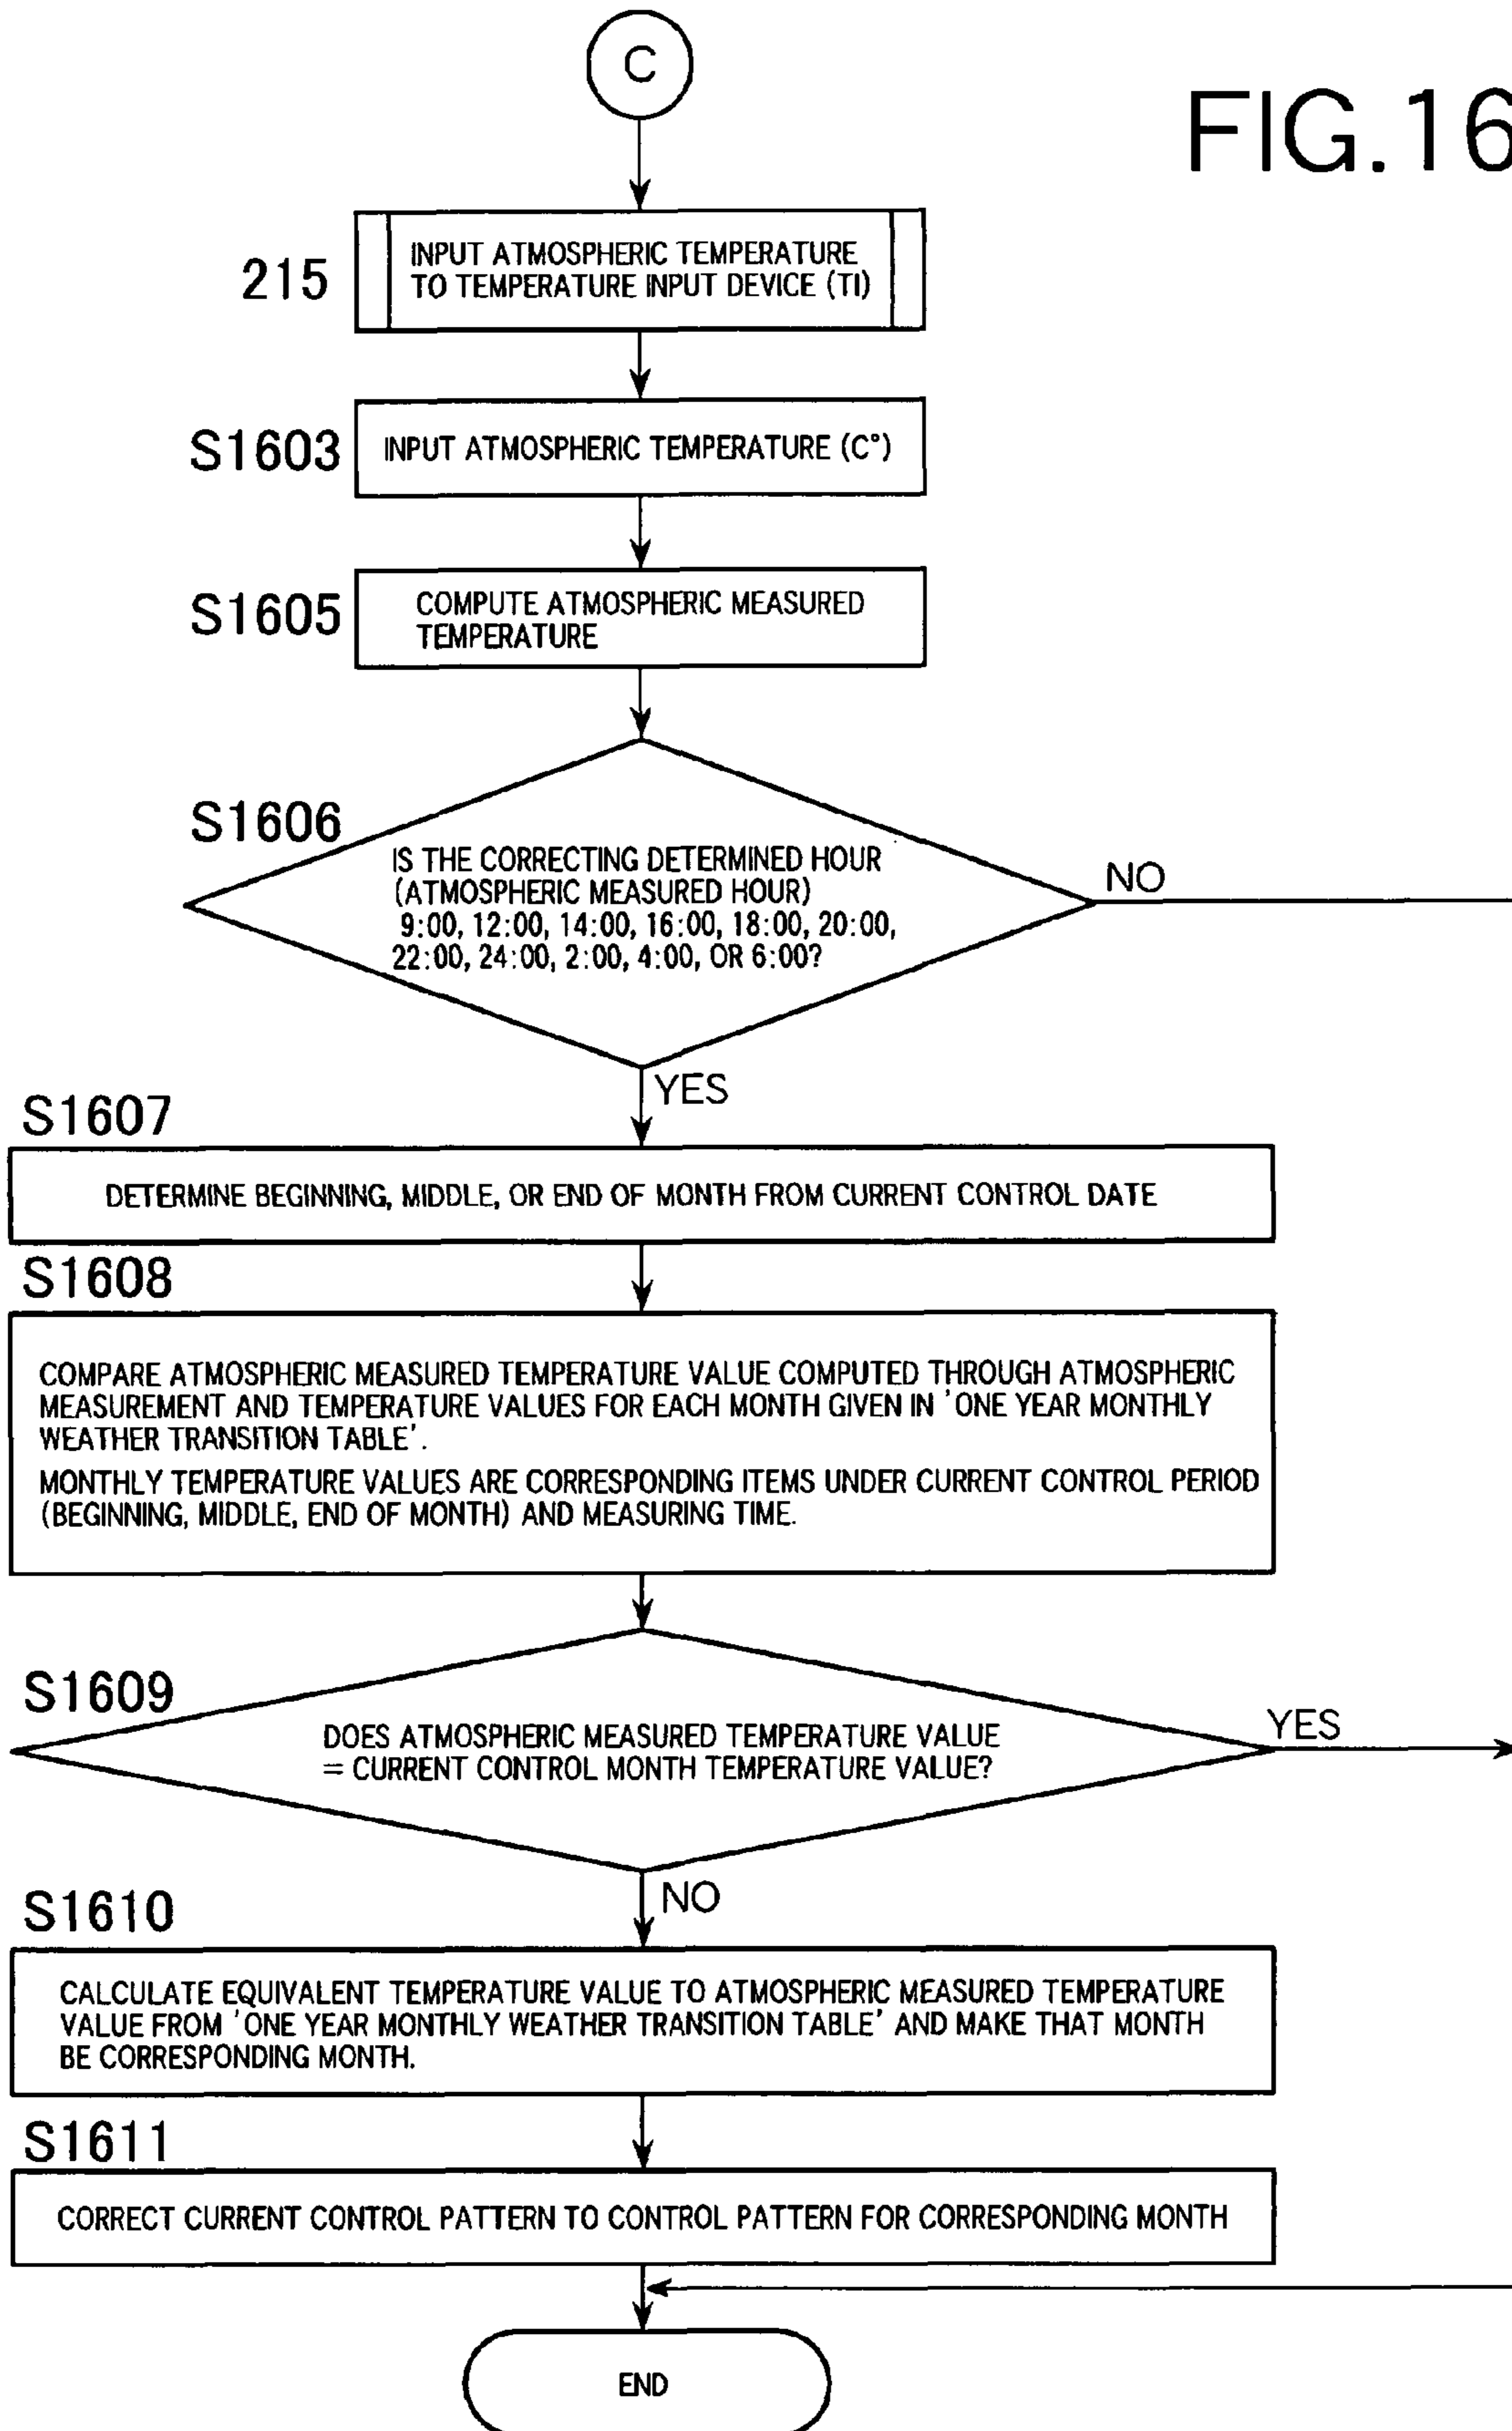 C
FIG.16
215
INPUT ATMOSPHERIC TEMPERATURE
TO TEMPERATURE INPUT DEVICE (TI)
S1603
INPUT ATMOSPHERIC TEMPERATURE (C°)
S1605
COMPUTE ATMOSPHERIC MEASURED
TEMPERATURE
S1606
IS THE CORRECTING DETERMINED HOUR
(ATMOSPHERIC MEASURED HOUR)
9:00, 12:00, 14:00, 16:00, 18:00, 20:00,
22:00, 24:00, 2:00, 4:00, OR 6:00?
NO
YES
S1607
DETERMINE BEGINNING, MIDDLE, OR END OF MONTH FROM CURRENT CONTROL DATE
S1608
COMPARE ATMOSPHERIC MEASURED TEMPERATURE VALUE COMPUTED THROUGH ATMOSPHERIC
MEASUREMENT AND TEMPERATURE VALUES FOR EACH MONTH GIVEN IN 'ONE YEAR MONTHLY
WEATHER TRANSITION TABLE'.
MONTHLY TEMPERATURE VALUES ARE CORRESPONDING ITEMS UNDER CURRENT CONTROL PERIOD
(BEGINNING, MIDDLE, END OF MONTH) AND MEASURING TIME.
S1609
DOES ATMOSPHERIC MEASURED TEMPERATURE VALUE
= CURRENT CONTROL MONTH TEMPERATURE VALUE?
YES
NO
S1610
CALCULATE EQUIVALENT TEMPERATURE VALUE TO ATMOSPHERIC MEASURED TEMPERATURE
VALUE FROM 'ONE YEAR MONTHLY WEATHER TRANSITION TABLE' AND MAKE THAT MONTH
BE CORRESPONDING MONTH.
S1611
CORRECT CURRENT CONTROL PATTERN TO CONTROL PATTERN FOR CORRESPONDING MONTH
END